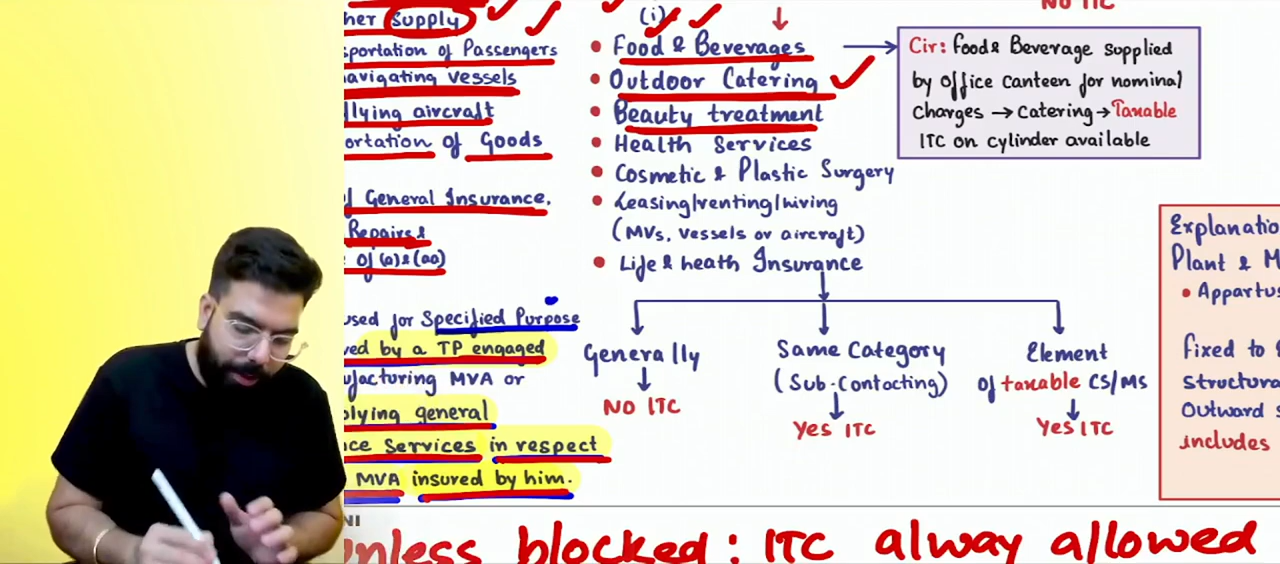 her supply
sportation of Passengers
navigating vessels
llying aircraft
ortation of Goods
f General Insurance,
Repairs &
e of (a) & (aa)
used for Specified Purpose
ved by a TP engaged
ufacturing MVA or
plying general
nce Services in respect
MVA insured by him.
NI
(i)
Food & Beverages
Outdoor Catering
Beauty treatment
Health Services
Cosmetic & Plastic Surgery
Leasing/renting/hiring
(MVs, vessels or aircraft)
Life & heath Insurance
Generally
NO ITC
Same Category
(Sub-Contacting)
Yes ITC
Element
of taxable CS/MS
Yes ITC
NO ITC
Cir: Food & Beverage supplied
by office Canteen for nominal
Charges → Catering → Taxable
ITC on cylinder available
Explanatio
Plant & M
Appartus
fixed to
Structura
Outward s
includes
unless blocked : ITC alway allowed